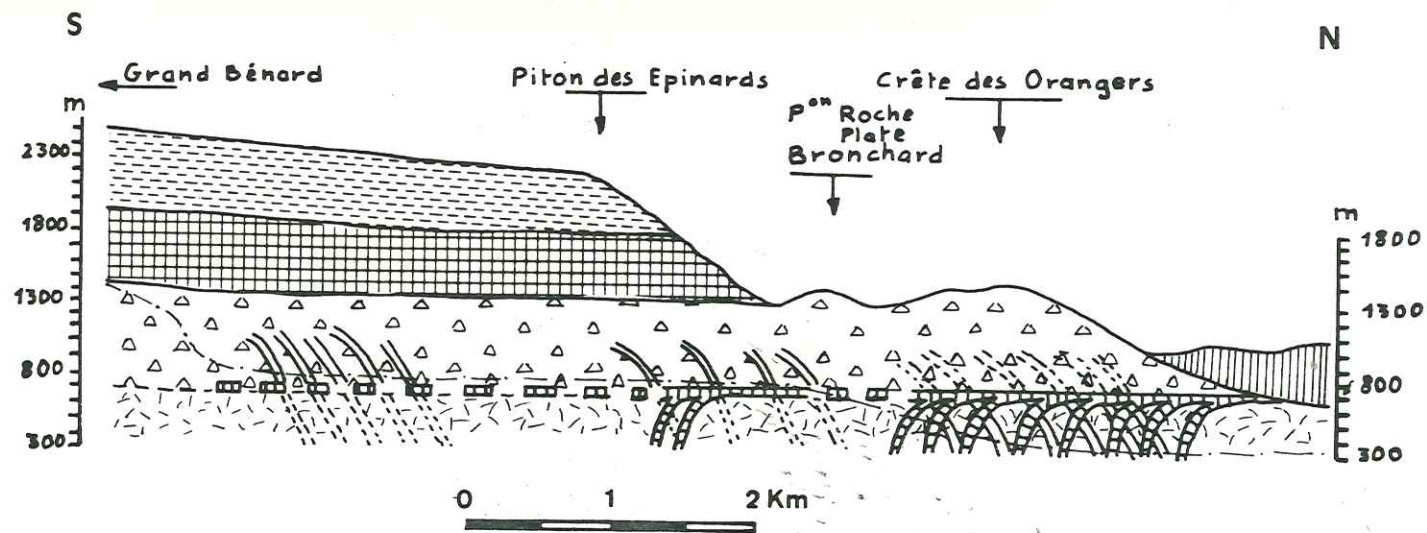 S
N
Grand Bénard
Piton des Epinards
Crête des Orangers
Pon Roche
Plate
Bronchard
m
2300
1800
1300
800
300
m
1800
1300
800
300
0 1 2 Km